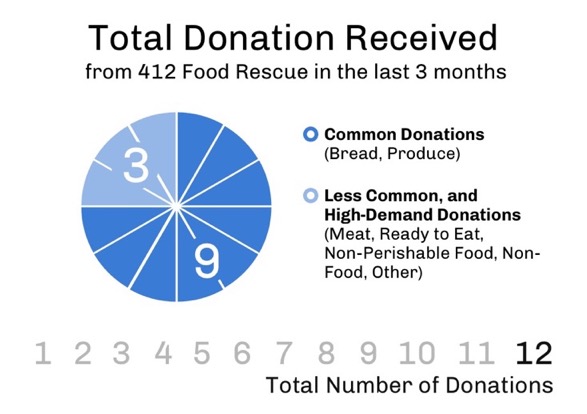 Total Donation Received
from 412 Food Rescue in the last 3 months
3
9
Common Donations
(Bread, Produce)
Less Common, and
High-Demand Donations
(Meat, Ready to Eat,
Non-Perishable Food, Non-
Food, Other)
1 2 3 4 5 6 7 8 9 10 11 12
Total Number of Donations